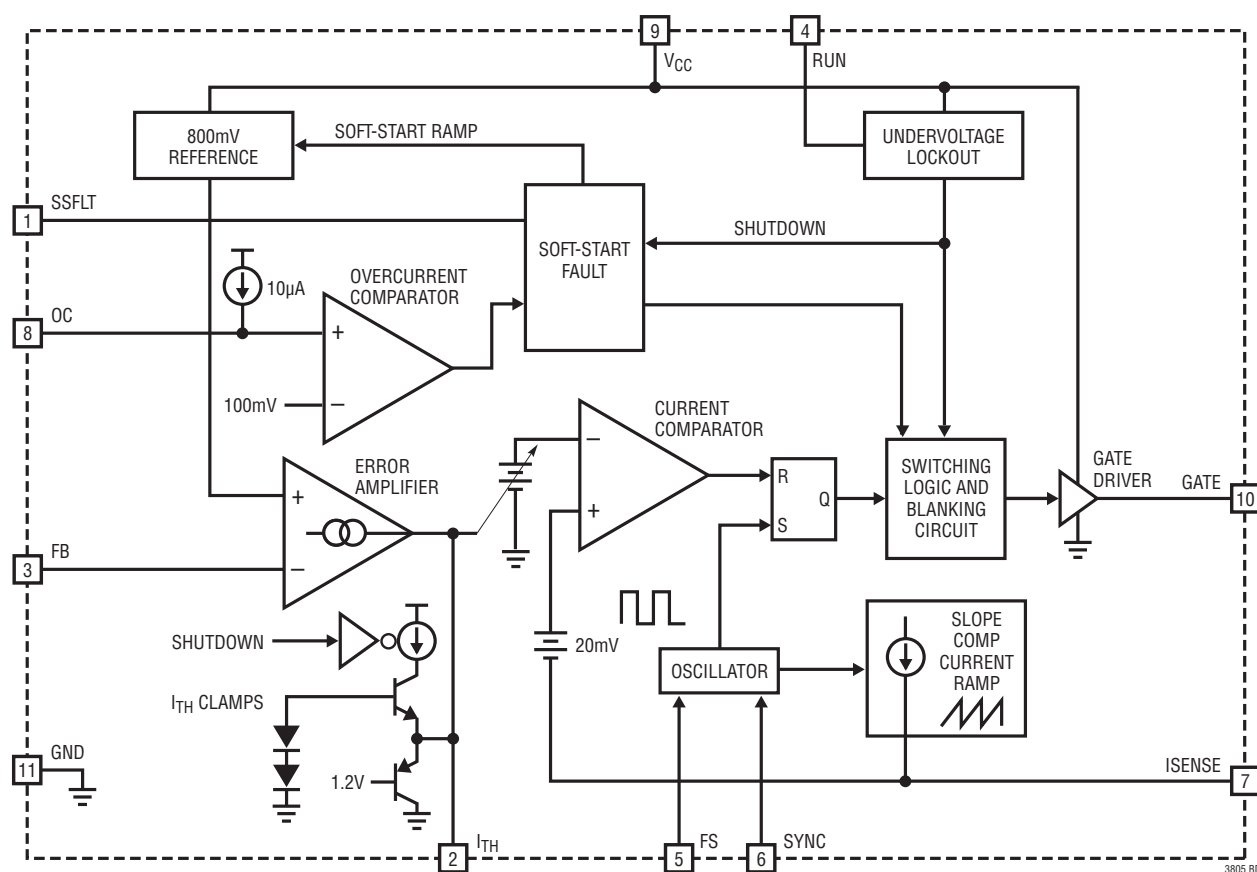 9
4
VCC
RUN
800mV
REFERENCE
SOFT-START RAMP
UNDERVOLTAGE
LOCKOUT
1
SSFLT
SOFT-START
FAULT
SHUTDOWN
10µA
OVERCURRENT
COMPARATOR
8
OC
+
100mV
–
CURRENT
COMPARATOR
ERROR
AMPLIFIER
+
–
3
FB
–
+
R
S
Q
SWITCHING
LOGIC AND
BLANKING
CIRCUIT
GATE
DRIVER
GATE
10
SHUTDOWN
20mV
OSCILLATOR
SLOPE
COMP
CURRENT
RAMP
ITH CLAMPS
11
GND
1.2V
ISENSE
7
2
ITH
5
FS
6
SYNC